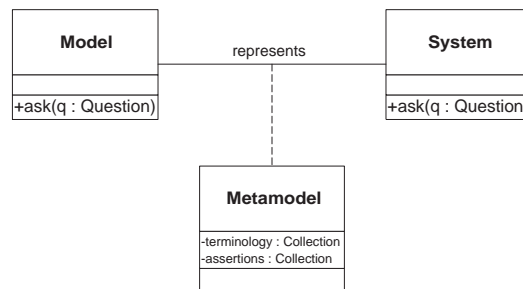 Model
represents
System
+ask(q : Question)
+ask(q : Question
Metamodel
-terminology : Collection
-assertions : Collection